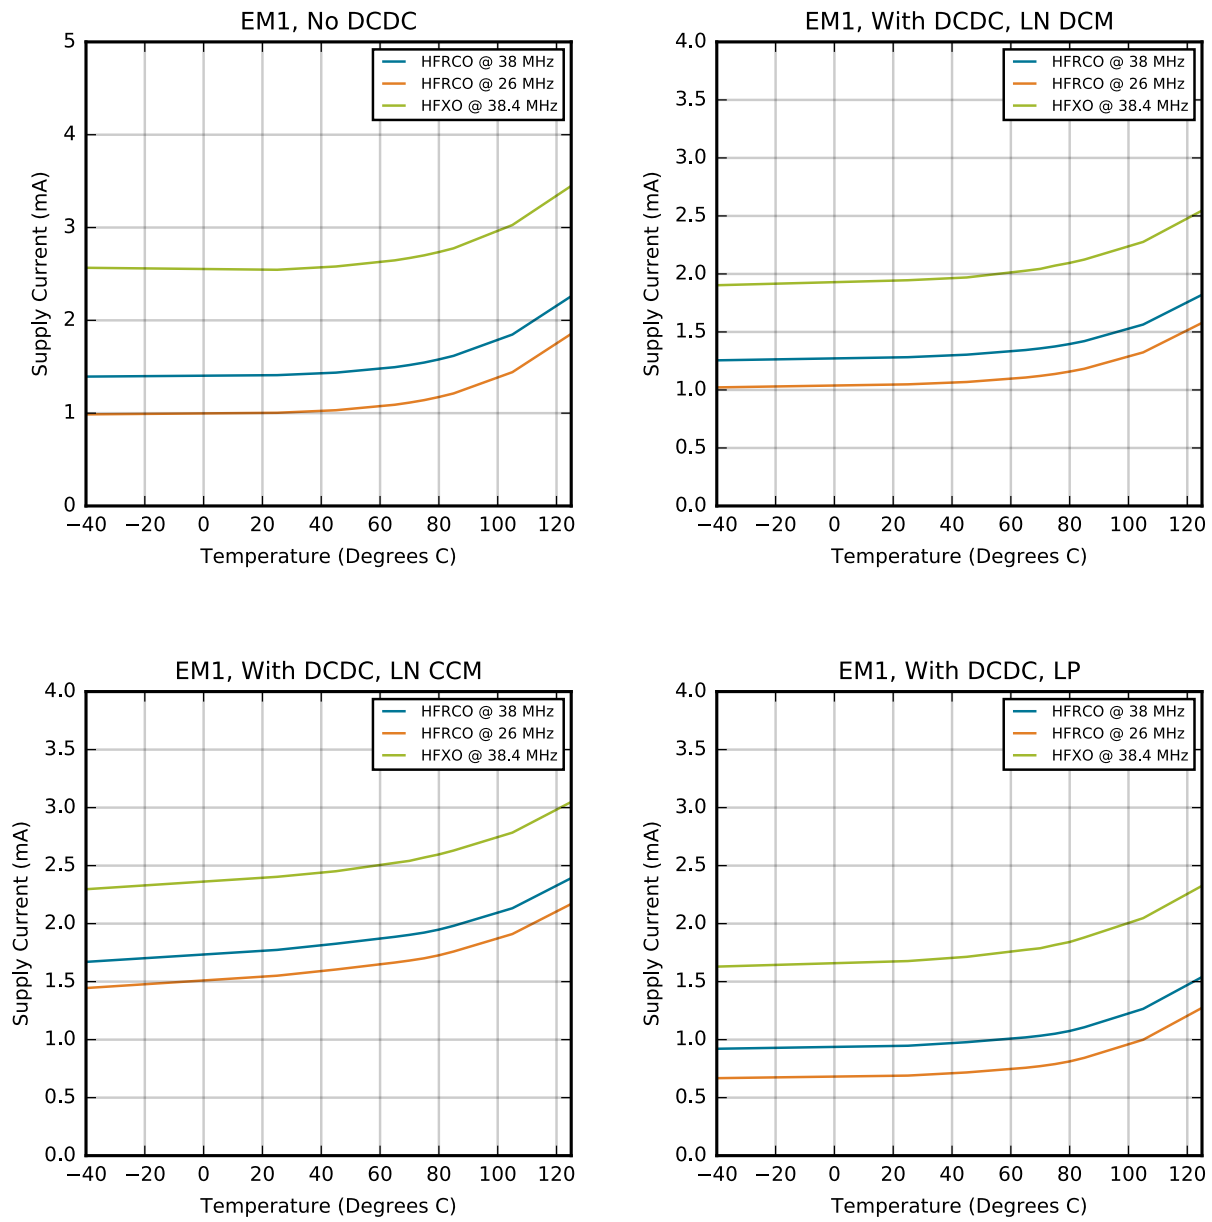 EM1, No DCDC
HFRCO @ 38 MHz
HFRCO @ 26 MHz
HFXO @ 38.4 MHz
5
4
3
2
1
0
Supply Current (mA)
−40 −20 0 20 40 60 80 100 120
Temperature (Degrees C)
EM1, With DCDC, LN DCM
HFRCO @ 38 MHz
HFRCO @ 26 MHz
HFXO @ 38.4 MHz
4.0
3.5
3.0
2.5
2.0
1.5
1.0
0.5
0.0
Supply Current (mA)
−40 −20 0 20 40 60 80 100 120
Temperature (Degrees C)
EM1, With DCDC, LN CCM
HFRCO @ 38 MHz
HFRCO @ 26 MHz
HFXO @ 38.4 MHz
4.0
3.5
3.0
2.5
2.0
1.5
1.0
0.5
0.0
Supply Current (mA)
−40 −20 0 20 40 60 80 100 120
Temperature (Degrees C)
EM1, With DCDC, LP
HFRCO @ 38 MHz
HFRCO @ 26 MHz
HFXO @ 38.4 MHz
4.0
3.5
3.0
2.5
2.0
1.5
1.0
0.5
0.0
Supply Current (mA)
−40 −20 0 20 40 60 80 100 120
Temperature (Degrees C)